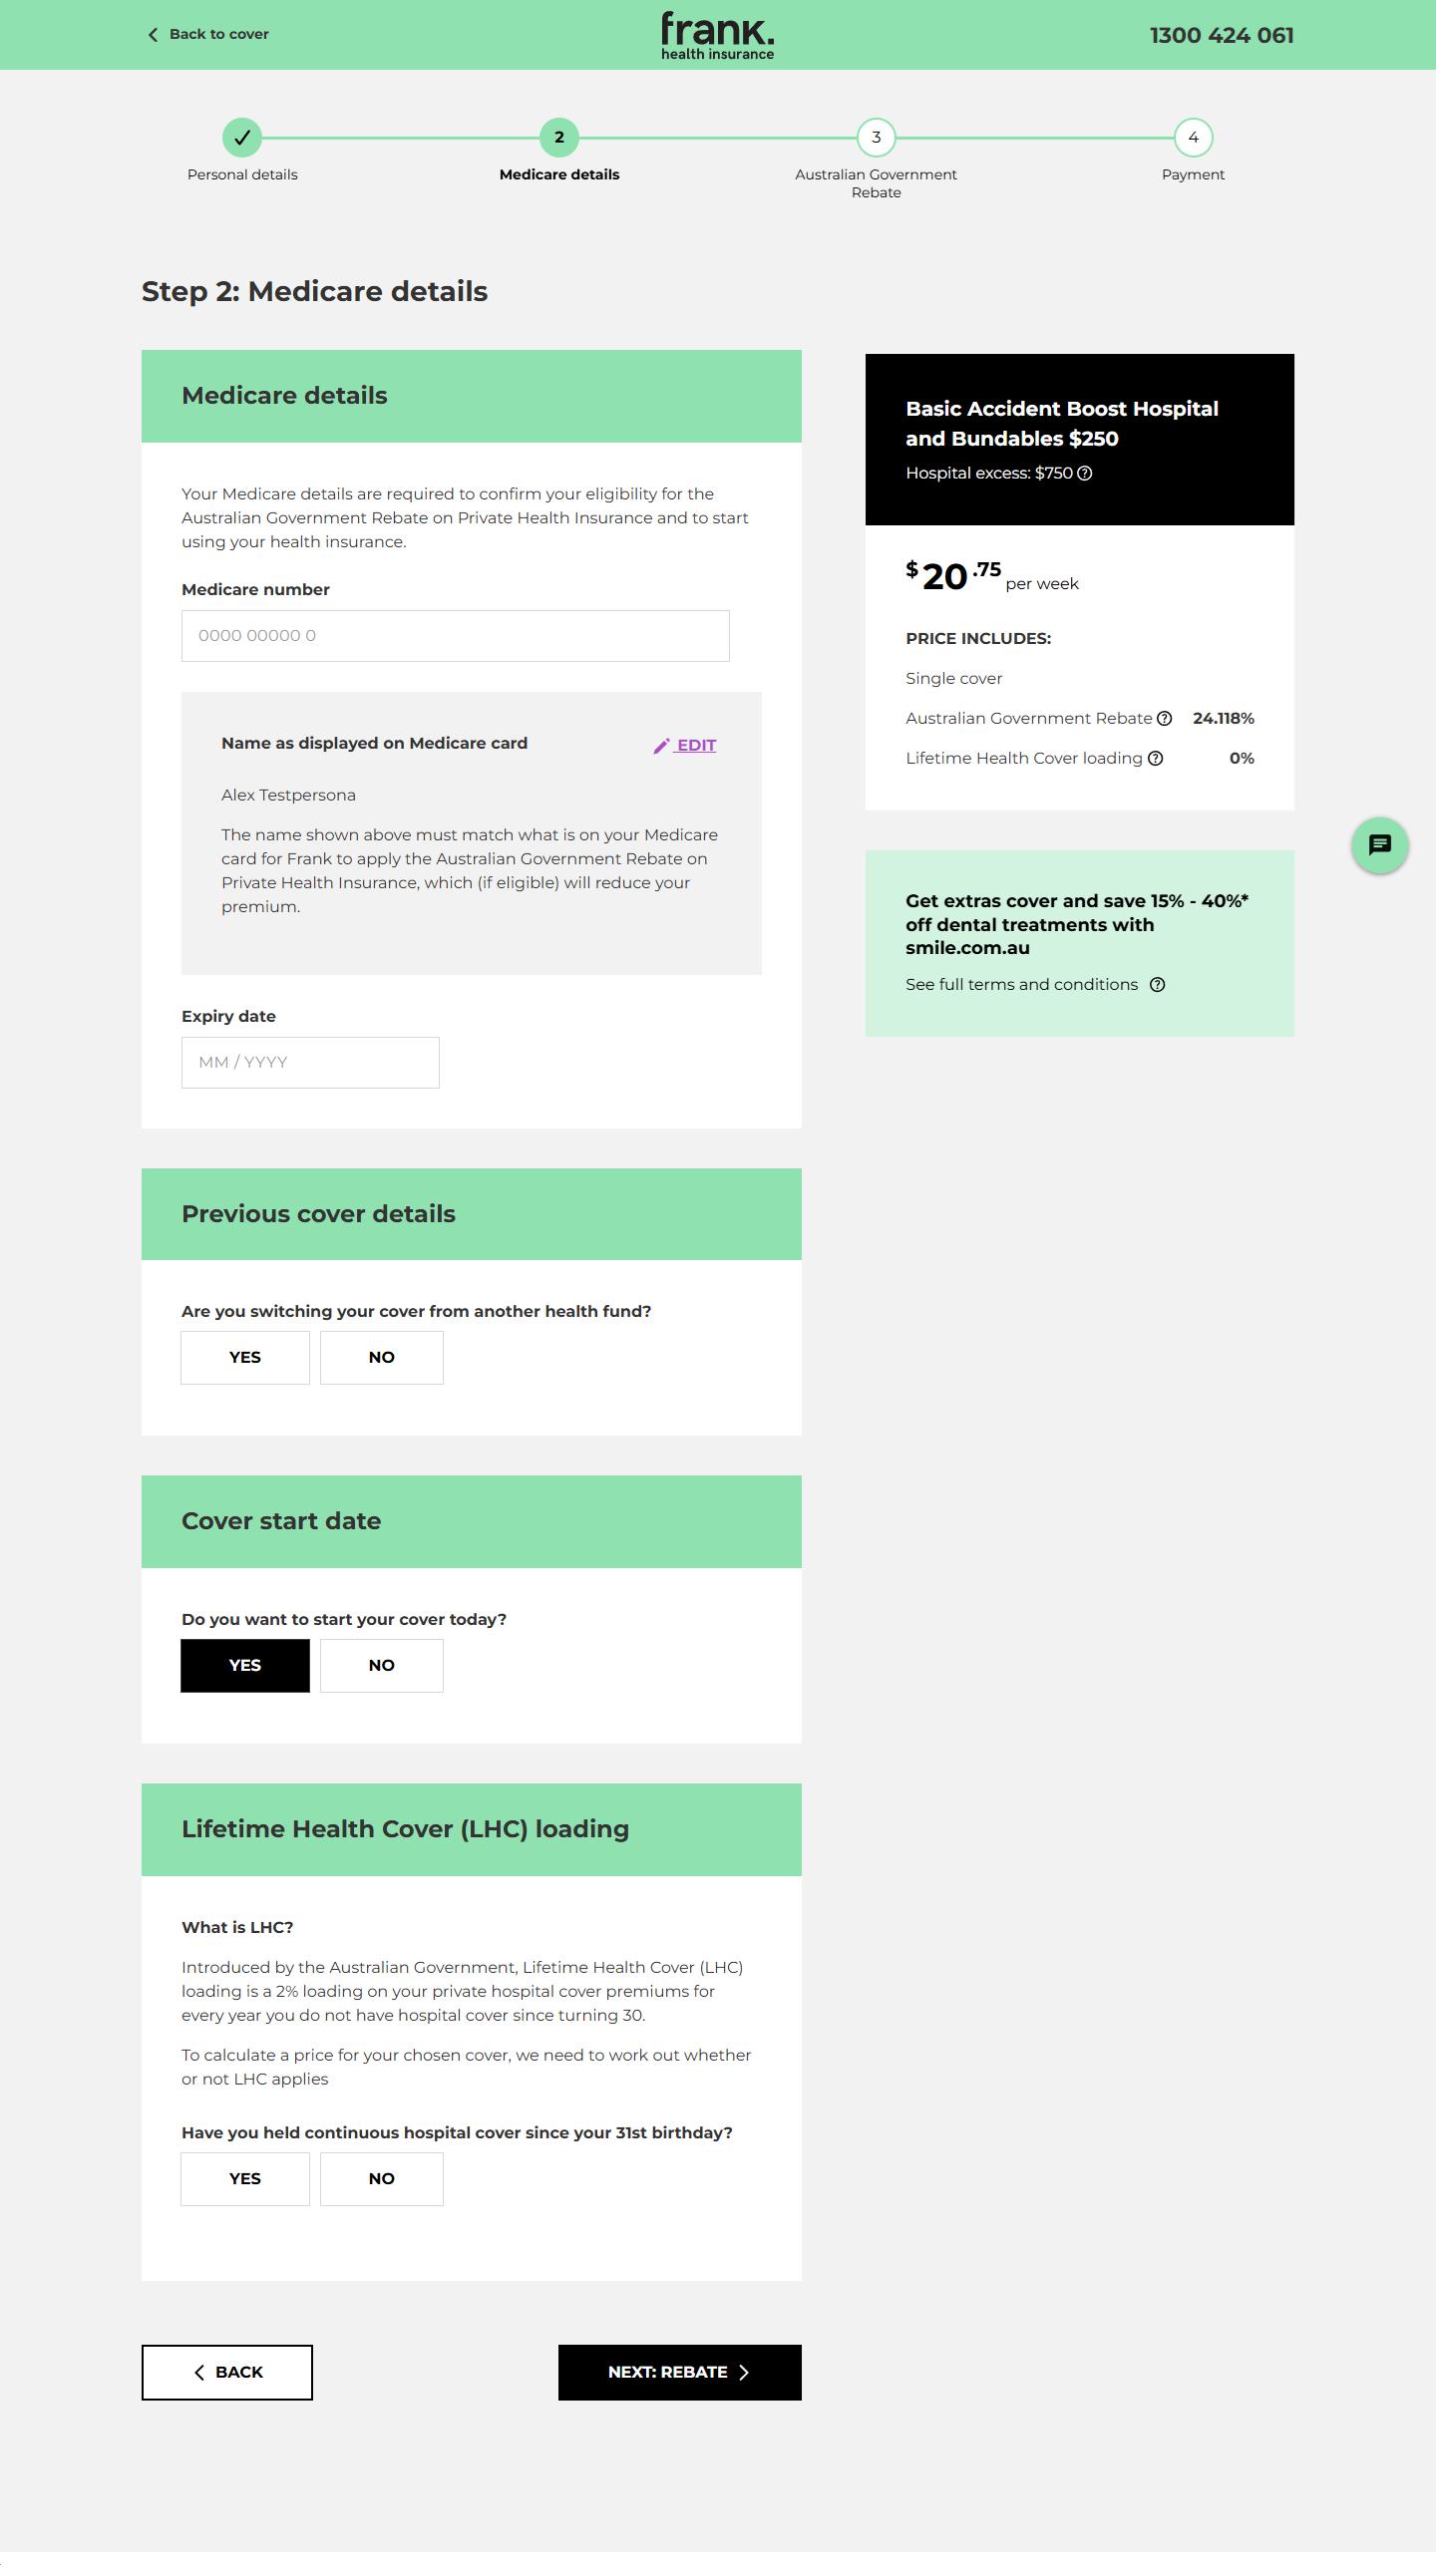 Back to cover
frank.
health insurance
1300 424 061
2
3
4
Personal details
Medicare details
Australian Government
Rebate
Payment
Step 2: Medicare details
Medicare details
Your Medicare details are required to confirm your eligibility for the
Australian Government Rebate on Private Health Insurance and to start
using your health insurance.
Medicare number
0000 00000 0
Name as displayed on Medicare card
EDIT
Alex Testpersona
The name shown above must match what is on your Medicare
card for Frank to apply the Australian Government Rebate on
Private Health Insurance, which (if eligible) will reduce your
premium.
Expiry date
MM / YYYY
Previous cover details
Are you switching your cover from another health fund?
YES
NO
Cover start date
Do you want to start your cover today?
YES
NO
Lifetime Health Cover (LHC) loading
What is LHC?
Introduced by the Australian Government, Lifetime Health Cover (LHC)
loading is a 2% loading on your private hospital cover premiums for
every year you do not have hospital cover since turning 30.
To calculate a price for your chosen cover, we need to work out whether
or not LHC applies
Have you held continuous hospital cover since your 31st birthday?
YES
NO
BACK
NEXT: REBATE
Basic Accident Boost Hospital
and Bundables $250
Hospital excess: $750 ?
$20.75 per week
PRICE INCLUDES:
Single cover
Australian Government Rebate ? 24.118%
Lifetime Health Cover loading ? 0%
Get extras cover and save 15% - 40%*
off dental treatments with
smile.com.au
See full terms and conditions ?